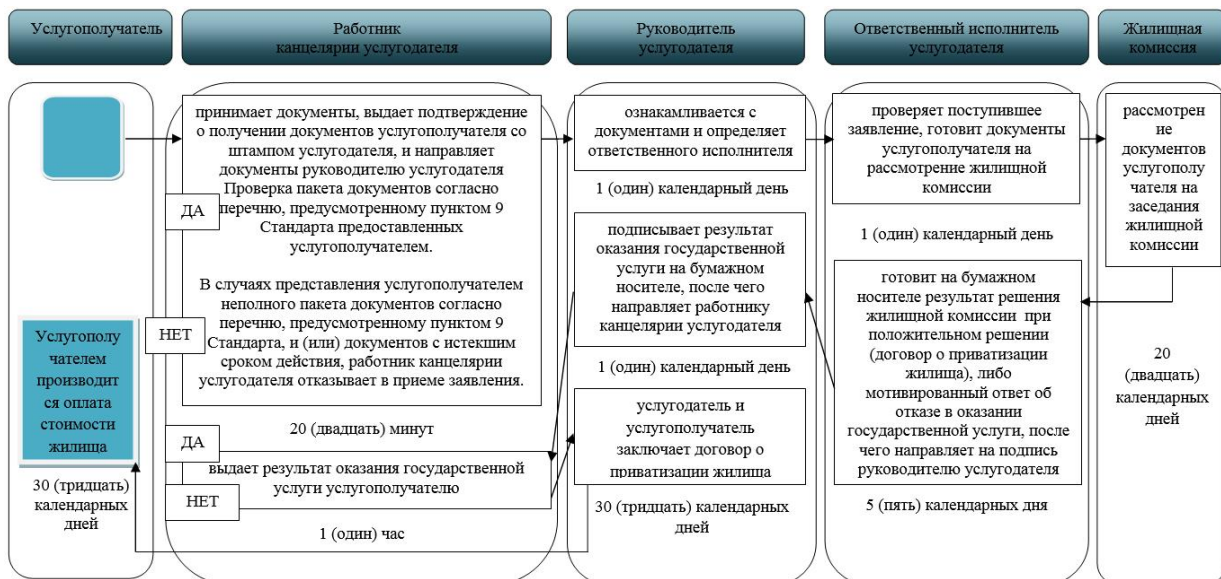 Услугополучатель
Работник
канцелярии услугодателя
Руководитель
услугодателя
Ответственный исполнитель
услугодателя
Жилищная
комиссия
принимает документы, выдает подтверждение
о получении документов услугополучателя со
штампом услугодателя, и направляет
документы руководителю услугодателя
Проверка пакета документов согласно
перечню, предусмотренному пунктом 9
Стандарта предоставленных
услугополучателем.
В случаях представления услугополучателем
неполного пакета документов согласно
перечню, предусмотренному пунктом 9
Стандарта, и (или) документов с истекшим
сроком действия, работник канцелярии
услугодателя отказывает в приеме заявления.
ДА
НЕТ
20 (двадцать) минут
ДА
выдает результат оказания государственной
услуги услугополучателю
НЕТ
1 (один) час
ознакамливается с
документами и определяет
ответственного исполнителя
1 (один) календарный день
подписывает результат
оказания государственной
услуги на бумажном
носителе, после чего
направляет работнику
канцелярии услугодателя
1 (один) календарный день
услугодатель и
услугополучатель
заключает договор о
приватизации жилища
30 (тридцать) календарных
дней
проверяет поступившее
заявление, готовит документы
услугополучателя на
рассмотрение жилищной
комиссии
1 (один) календарный день
готовит на бумажном
носителе результат решения
жилищной комиссии при
положительном решении
(договор о приватизации
жилища), либо
мотивированный ответ об
отказе в оказании
государственной услуги, после
чего направляет на подпись
руководителю услугодателя
5 (пять) календарных дня
рассмотрен
ие
документов
услугополу
чателя на
заседания
жилищной
комиссии
20
(двадцать)
календарных
дней
Услугополу
чателем
производит
ся оплата
стоимости
жилища
30 (тридцать)
календарных
дней